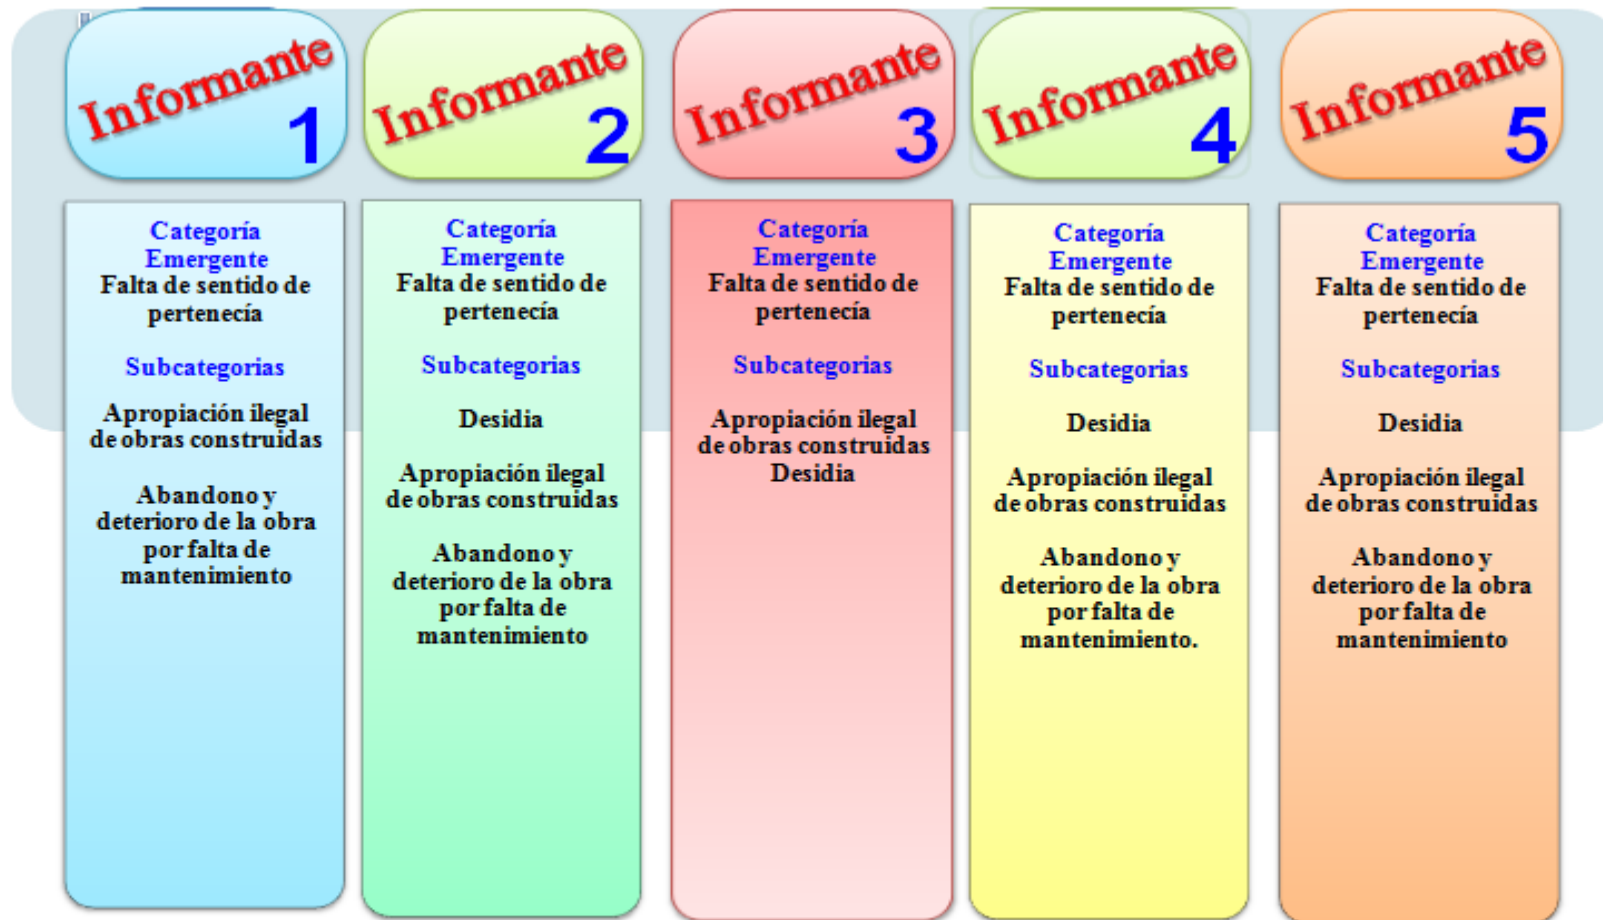 Informante
1
Informante
2
Informante
3
Informante
4
Informante
5
Categoría
Emergente
Falta de sentido de
pertenecía
Subcategorias
Apropiación ilegal
de obras construidas
Abandono y
deterioro de la obra
por falta de
mantenimiento
Categoría
Emergente
Falta de sentido de
pertenecía
Subcategorias
Desidia
Apropiación ilegal
de obras construidas
Abandono y
deterioro de la obra
por falta de
mantenimiento
Categoría
Emergente
Falta de sentido de
pertenecía
Subcategorias
Apropiación ilegal
de obras construidas
Desidia
Categoría
Emergente
Falta de sentido de
pertenecía
Subcategorias
Desidia
Apropiación ilegal
de obras construidas
Abandono y
deterioro de la obra
por falta de
mantenimiento.
Categoría
Emergente
Falta de sentido de
pertenecía
Subcategorias
Desidia
Apropiación ilegal
de obras construidas
Abandono y
deterioro de la obra
por falta de
mantenimiento